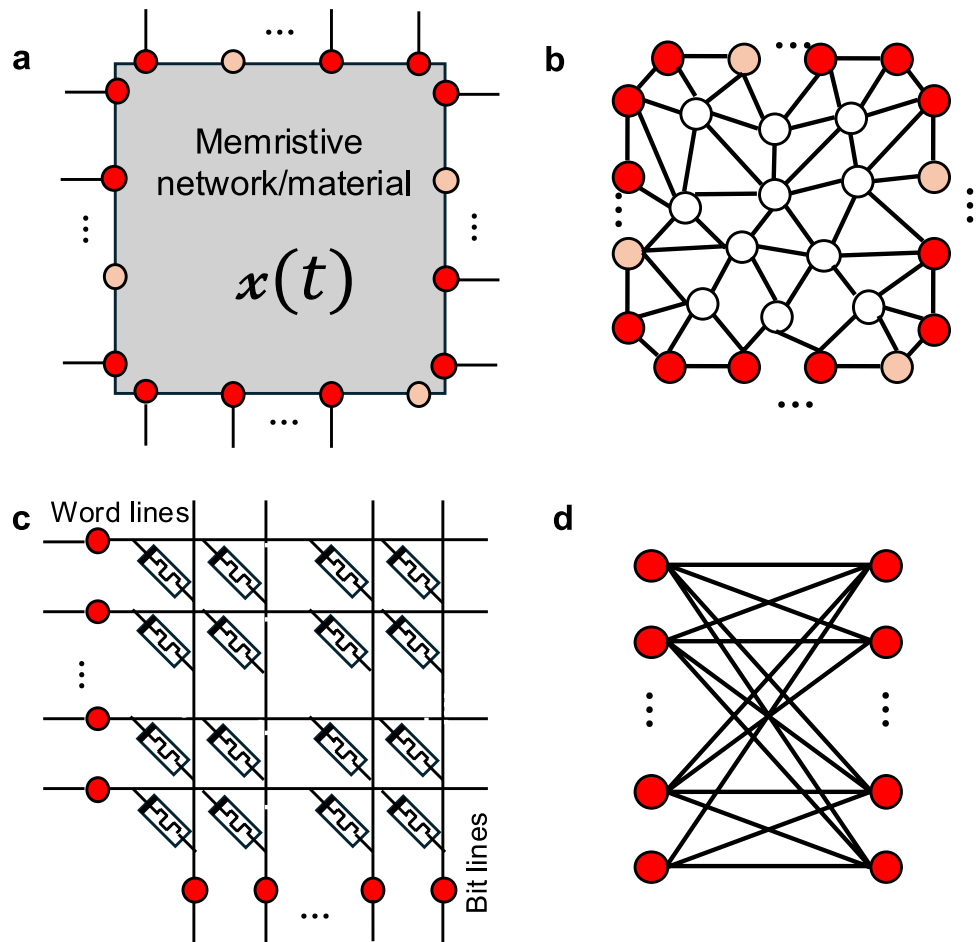 a
...
Memristive
network/material
x(t)
...
...
...
b
...
...
...
...
c
Word lines
...
...
Bit lines
d
...
...